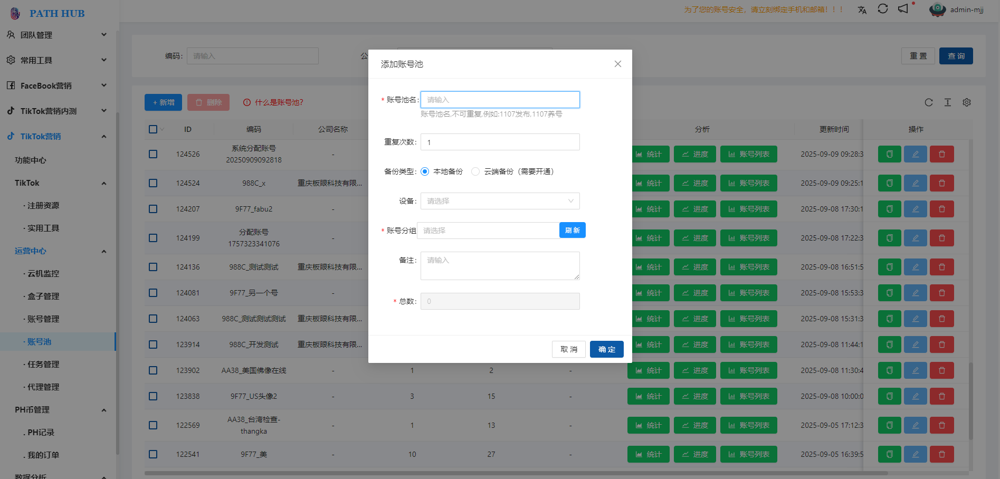 PATH HUB
为了您的账号安全，请立刻绑定手机和邮箱！！！
admin-mjj
团队管理
常用工具
FaceBook营销
TikTok营销内测
TikTok营销
功能中心
TikTok
· 注册资源
· 实用工具
运营中心
· 云机监控
· 盒子管理
· 账号管理
· 账号池
· 任务管理
· 代理管理
PH币管理
. PH记录
. 我的订单
数据分析
编码: 请输入 公
重 置 查 询
+ 新增 删除 什么是账号池?
ID 编码 公司名称 分析 更新时间 操作
124526 系统分配账号 20250909092818 - 统计 进度 账号列表 2025-09-09 09:28:3
124524 988C_x 重庆板眼科技有限... 统计 进度 账号列表 2025-09-09 09:25:1
124207 9F77_fabu2 - 统计 进度 账号列表 2025-09-08 17:30:1
124199 分配账号 1757323341076 - 统计 进度 账号列表 2025-09-08 17:22:3
124136 988C_测试测试 重庆板眼科技有限... 统计 进度 账号列表 2025-09-08 16:51:5
124081 9F77_另一个号 - 统计 进度 账号列表 2025-09-08 15:53:3
124063 988C_测试测试测试 重庆板眼科技有限... 统计 进度 账号列表 2025-09-08 15:31:3
123914 988C_开发测试 重庆板眼科技有限... 统计 进度 账号列表 2025-09-08 11:44:1
123902 AA38_美国佛像在线 - 1 2 - 统计 进度 账号列表 2025-09-08 11:30:4
123838 9F77_US头像2 - 3 15 - 统计 进度 账号列表 2025-09-08 10:00:0
122569 AA38_台湾检查-thangka - 1 13 - 统计 进度 账号列表 2025-09-05 17:12:3
122541 9F77_美 - 10 27 - 统计 进度 账号列表 2025-09-05 16:39:5
添加账号池
* 账号池名: 请输入
账号池名,不可重复,例如:1107发布,1107养号
重复次数: 1
备份类型: 本地备份 云端备份（需要开通）
设备: 请选择
* 账号分组 请选择 刷 新
备注: 请输入
* 总数: 0
取 消 确 定